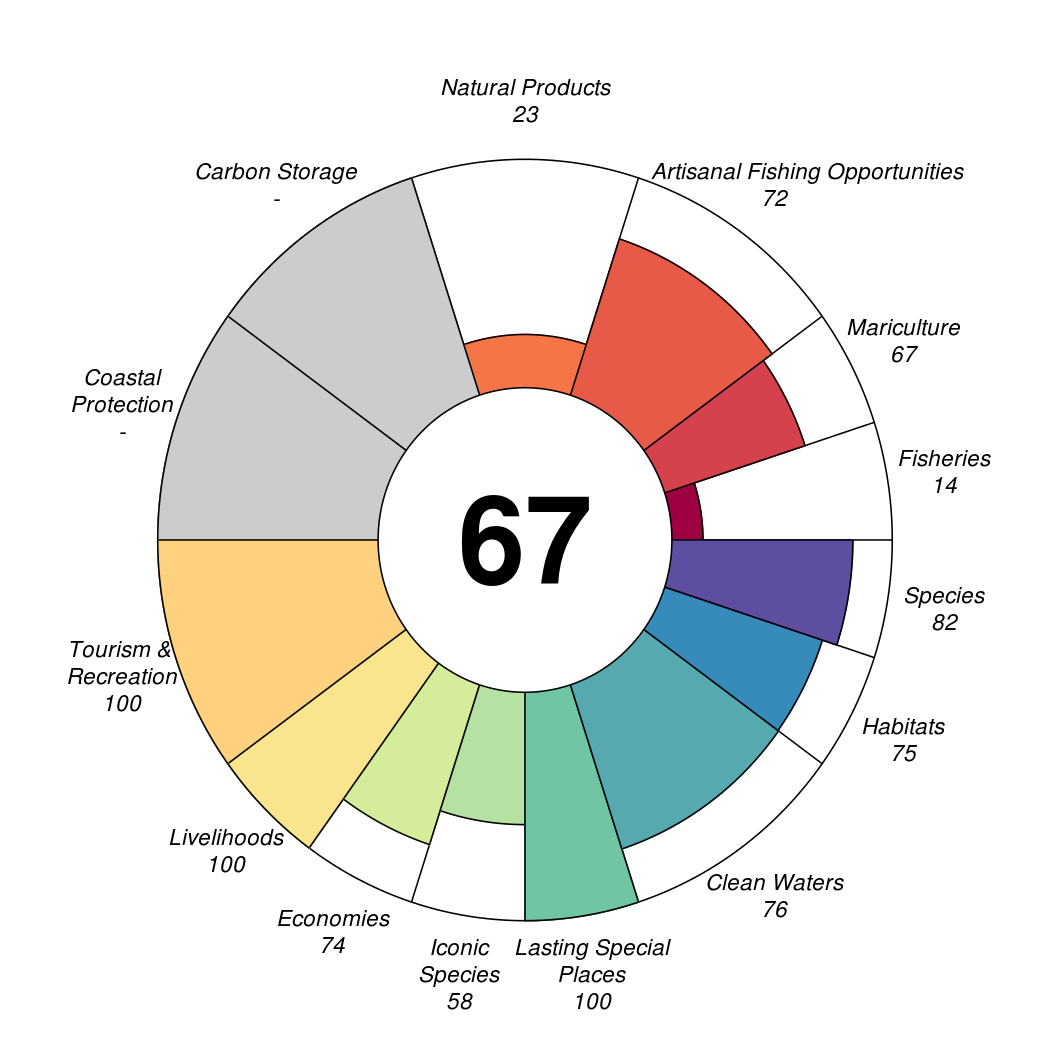 Natural Products
23
Artisanal Fishing Opportunities
72
Carbon Storage
-
Mariculture
67
Coastal
Protection
-
Fisheries
14
67
Species
82
Tourism &
Recreation
100
Habitats
75
Livelihoods
100
Clean Waters
76
Economies
74
Iconic
Species
58
Lasting Special
Places
100